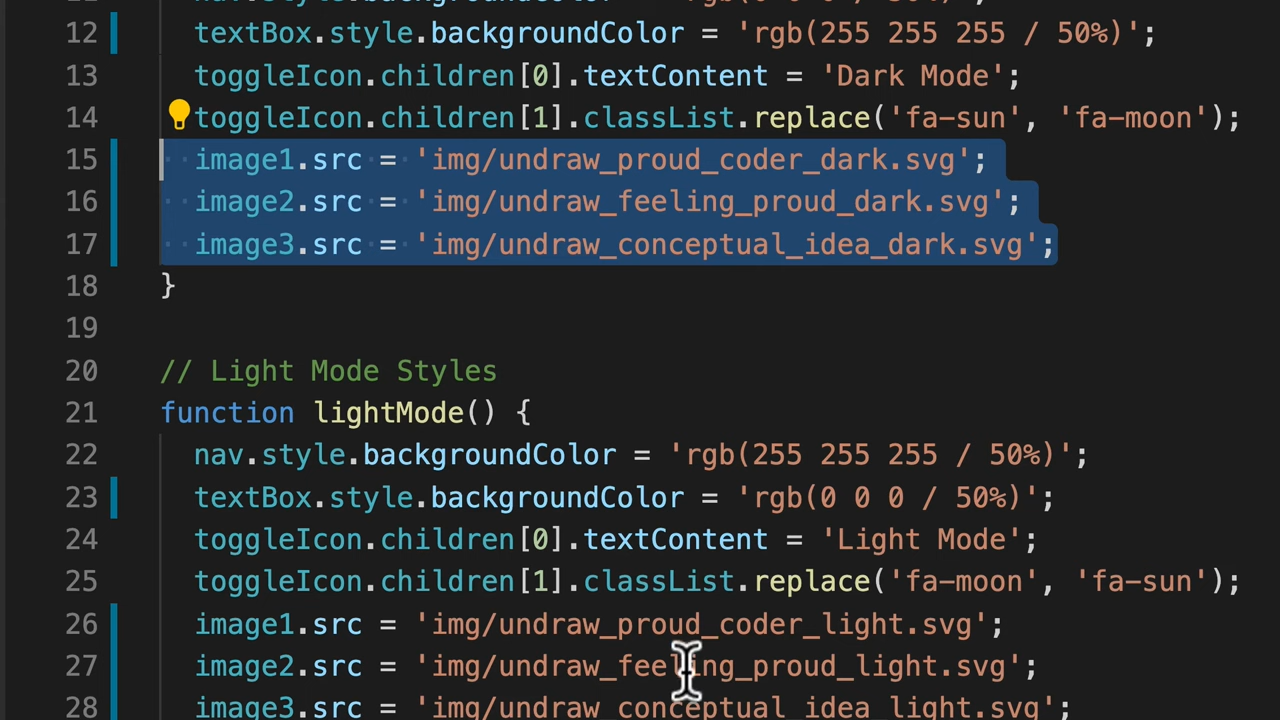 12 textBox.style.backgroundColor = 'rgb(255 255 255 / 50%)';
13 toggleIcon.children[0].textContent = 'Dark Mode';
14 toggleIcon.children[1].classList.replace('fa-sun', 'fa-moon');
15 image1.src = 'img/undraw_proud_coder_dark.svg';
16 image2.src = 'img/undraw_feeling_proud_dark.svg';
17 image3.src = 'img/undraw_conceptual_idea_dark.svg';
18 }
19
20 // Light Mode Styles
21 function lightMode() {
22 nav.style.backgroundColor = 'rgb(255 255 255 / 50%)';
23 textBox.style.backgroundColor = 'rgb(0 0 0 / 50%)';
24 toggleIcon.children[0].textContent = 'Light Mode';
25 toggleIcon.children[1].classList.replace('fa-moon', 'fa-sun');
26 image1.src = 'img/undraw_proud_coder_light.svg';
27 image2.src = 'img/undraw_feeling_proud_light.svg';
28 image3.src = 'img/undraw_conceptual_idea_light.svg';